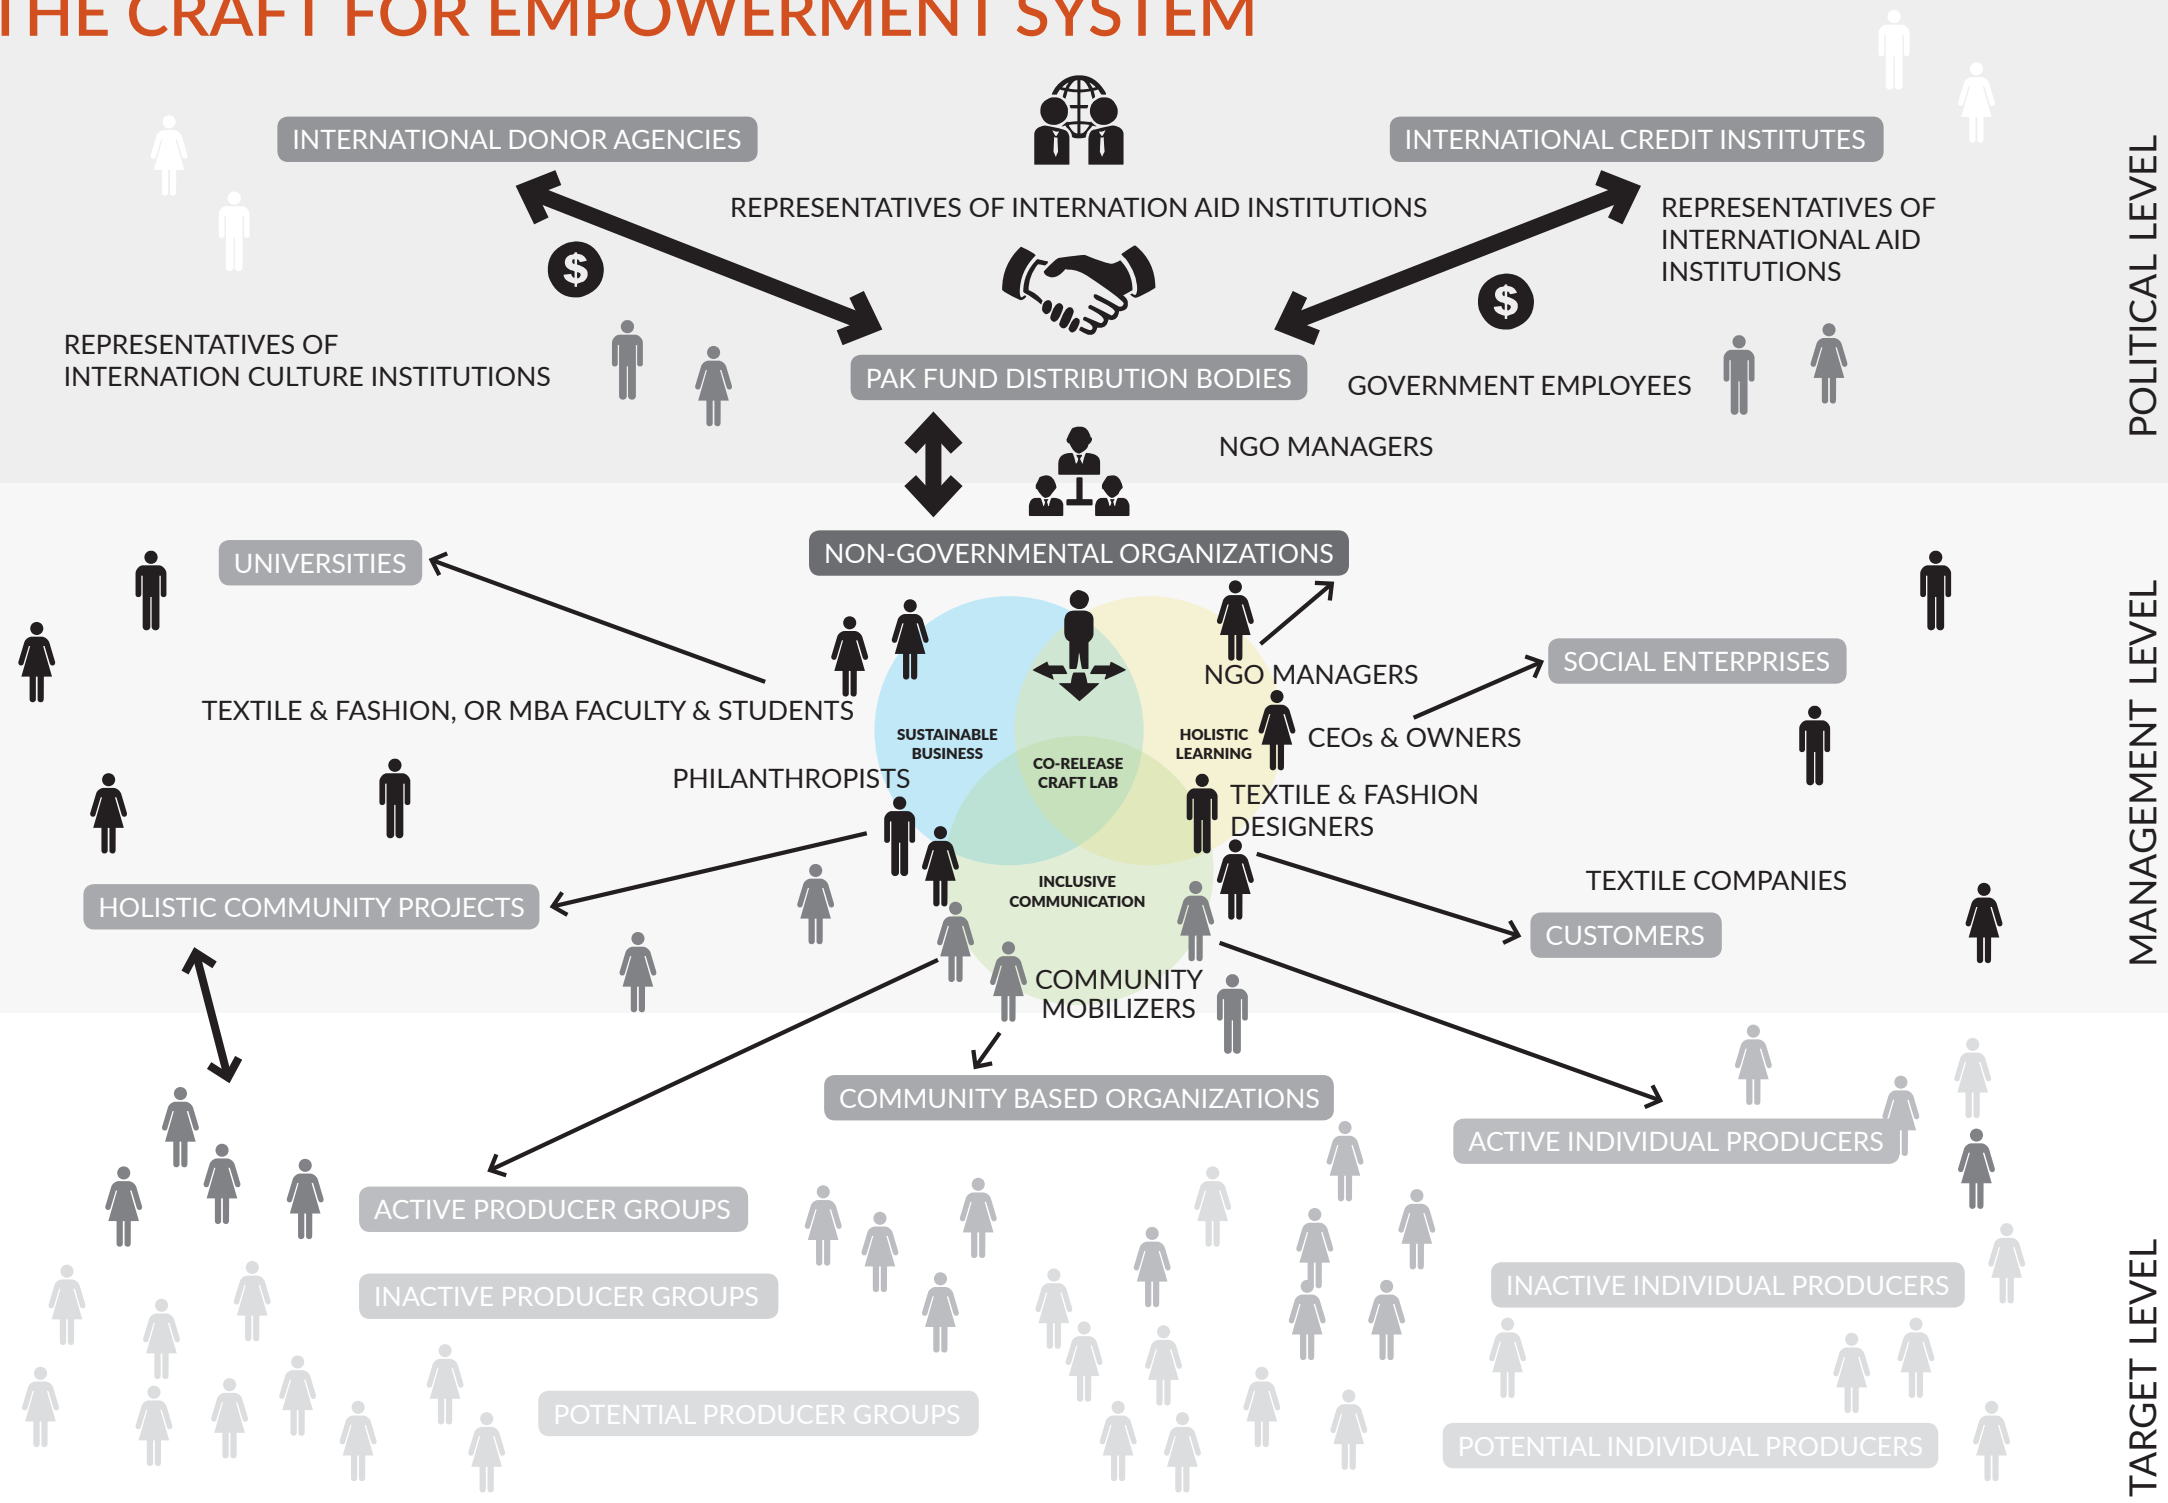 THE CRAFT FOR EMPOWERMENT SYSTEM
INTERNATIONAL DONOR AGENCIES
INTERNATIONAL CREDIT INSTITUTES
REPRESENTATIVES OF INTERNATION AID INSTITUTIONS
REPRESENTATIVES OF
INTERNATIONAL AID
INSTITUTIONS
$
$
REPRESENTATIVES OF
INTERNATION CULTURE INSTITUTIONS
PAK FUND DISTRIBUTION BODIES
GOVERNMENT EMPLOYEES
NGO MANAGERS
POLITICAL LEVEL
NON-GOVERNMENTAL ORGANIZATIONS
UNIVERSITIES
SOCIAL ENTERPRISES
NGO MANAGERS
TEXTILE & FASHION, OR MBA FACULTY & STUDENTS
SUSTAINABLE
BUSINESS
HOLISTIC
LEARNING
CEOs & OWNERS
CO-RELEASE
CRAFT LAB
PHILANTHROPISTS
TEXTILE & FASHION
DESIGNERS
INCLUSIVE
COMMUNICATION
TEXTILE COMPANIES
HOLISTIC COMMUNITY PROJECTS
CUSTOMERS
COMMUNITY
MOBILIZERS
MANAGEMENT LEVEL
COMMUNITY BASED ORGANIZATIONS
ACTIVE INDIVIDUAL PRODUCERS
ACTIVE PRODUCER GROUPS
INACTIVE INDIVIDUAL PRODUCERS
INACTIVE PRODUCER GROUPS
POTENTIAL PRODUCER GROUPS
POTENTIAL INDIVIDUAL PRODUCERS
TARGET LEVEL